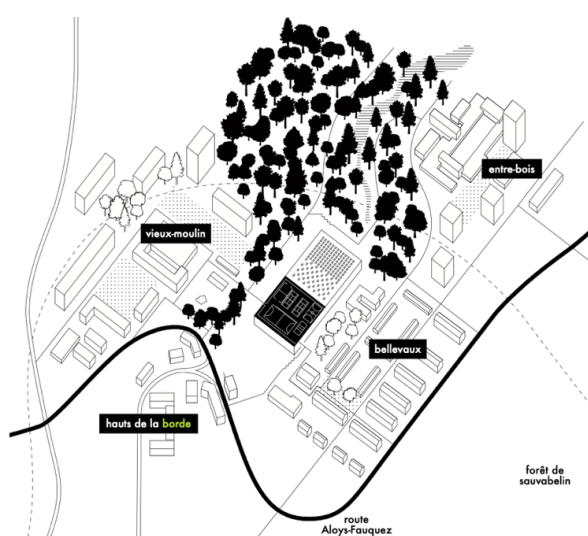 entre-bois
vieux-moulin
bellevaux
hauts de la borde
forêt de
sauvabelin
route
Aloys-Fauquez